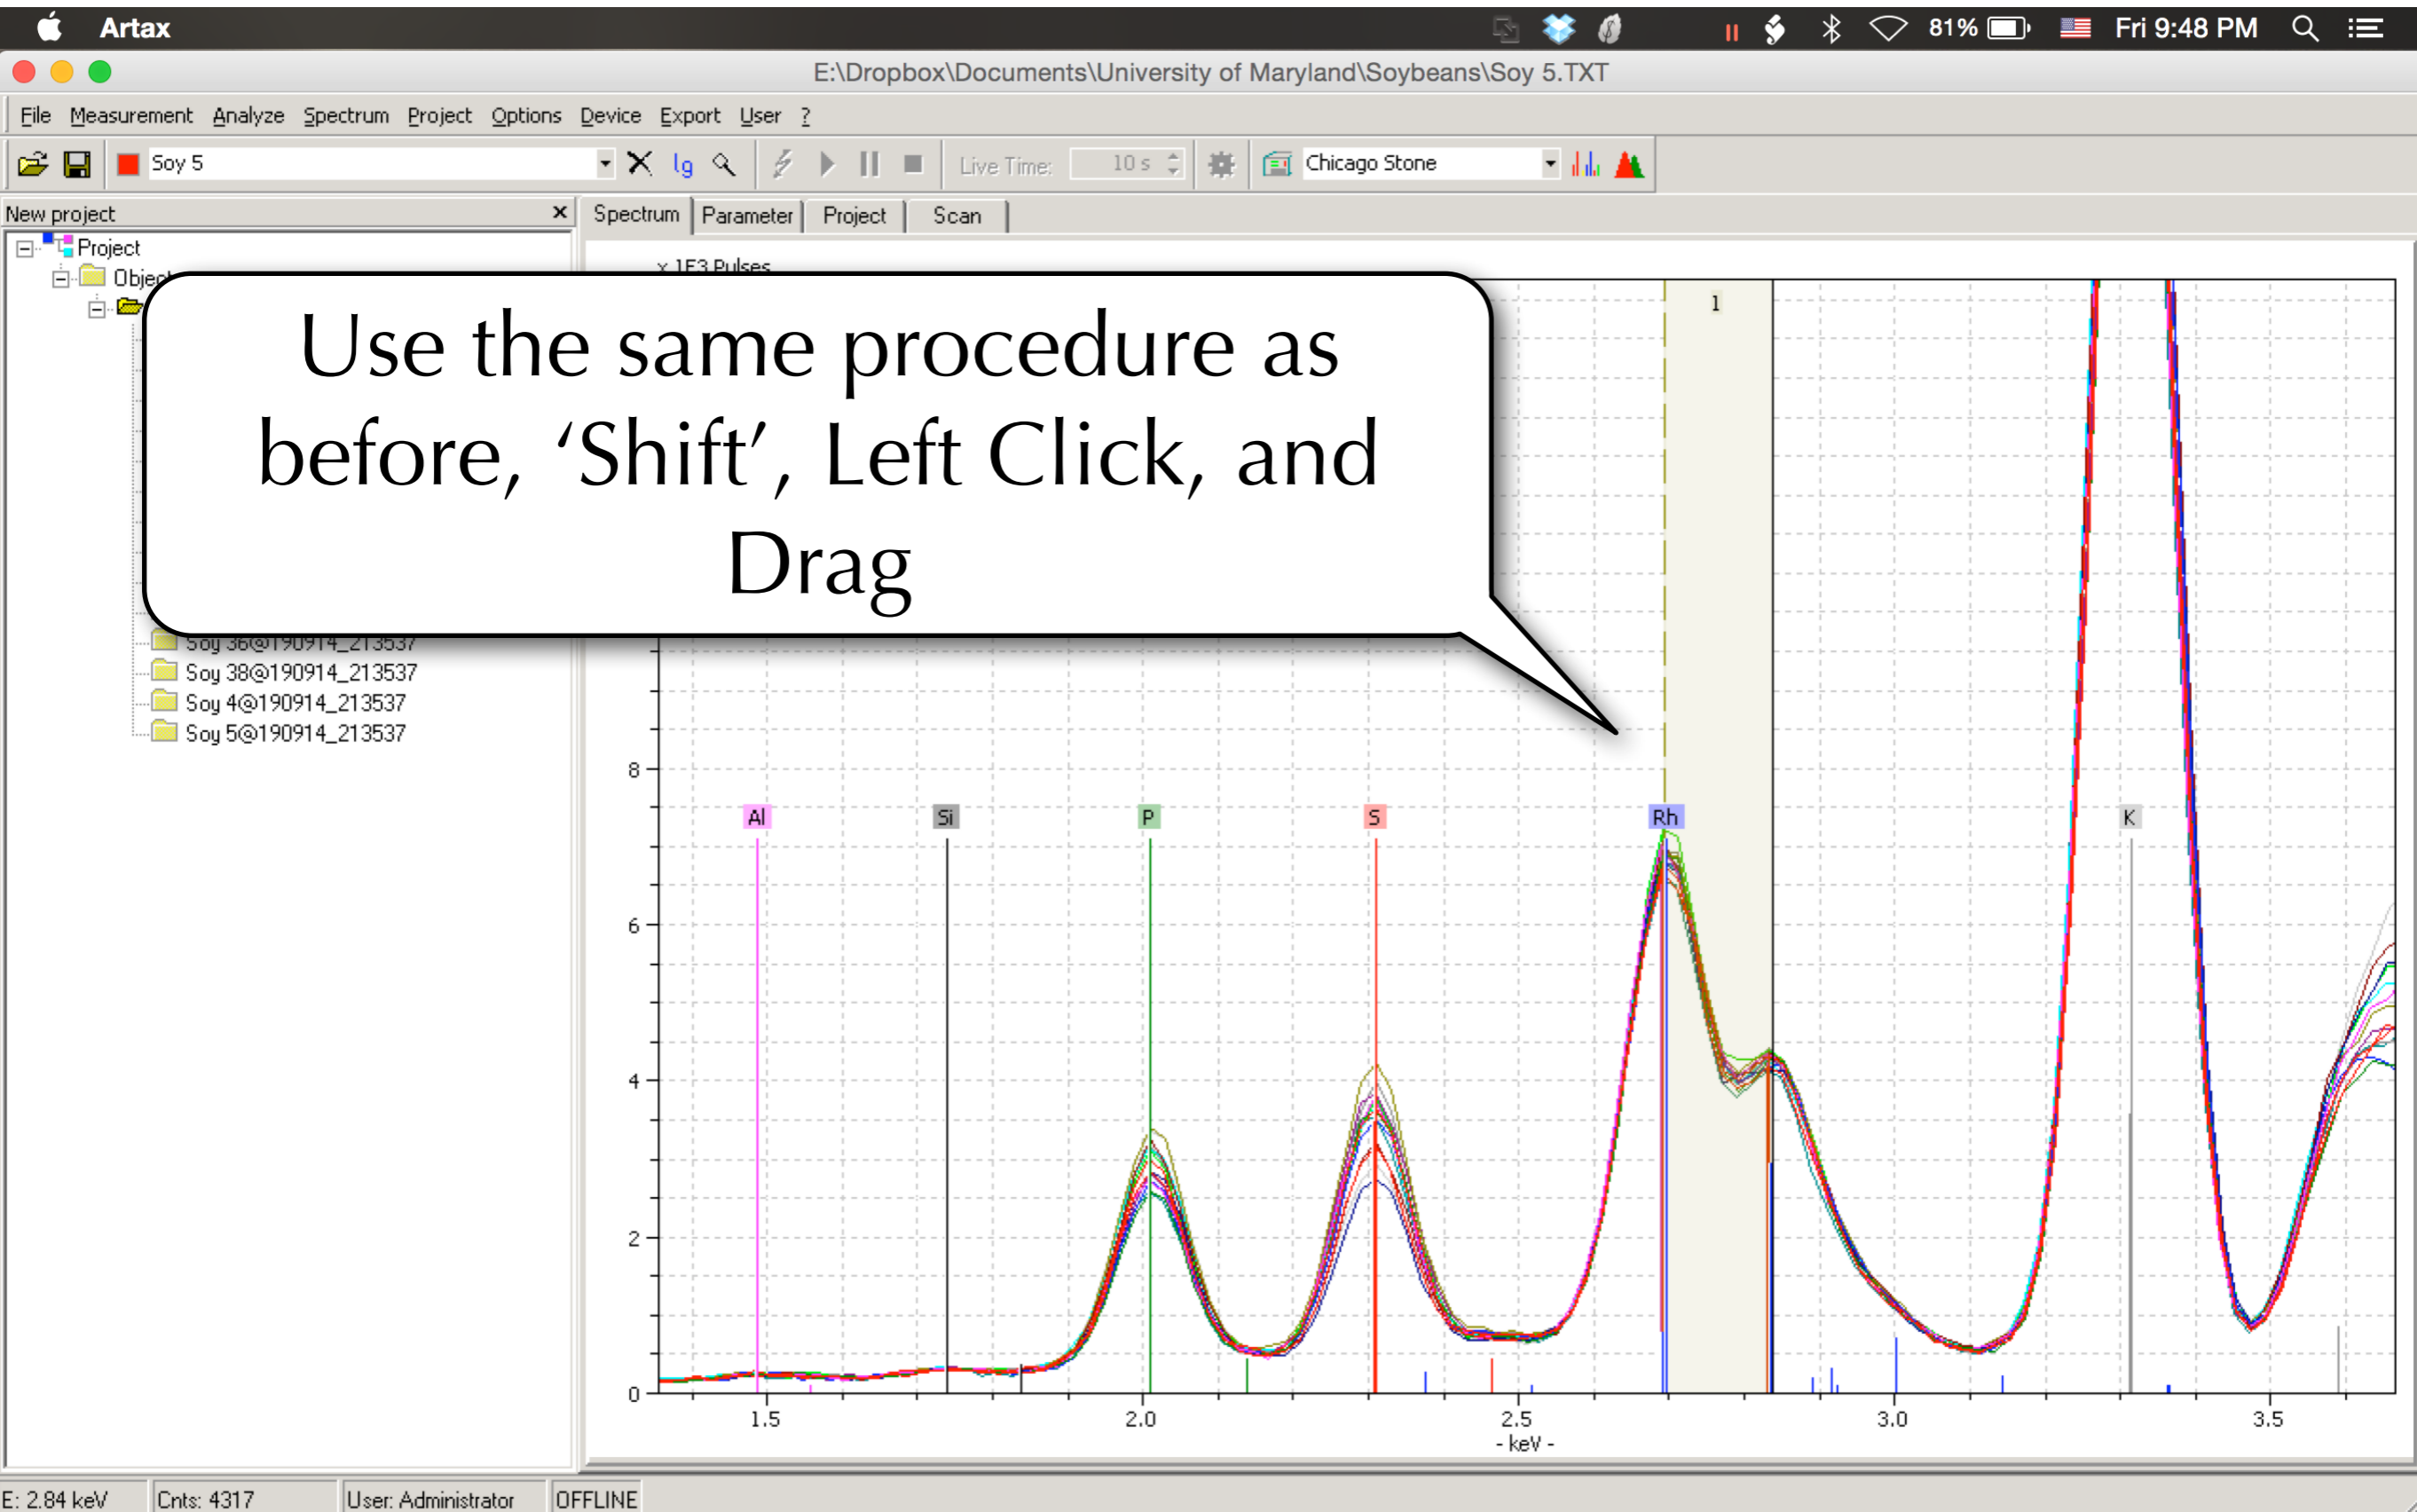 Artax
81%
Fri 9:48 PM
E:\Dropbox\Documents\University of Maryland\Soybeans\Soy 5.TXT
File Measurement Analyze Spectrum Project Options Device Export User ?
Soy 5
lg
Live Time:
10 s
Chicago Stone
New project
Spectrum Parameter Project Scan
Project
x 1E3 Pulses
1
Use the same procedure as
before, ‘Shift’, Left Click, and
Drag
Soy 36@190914_213537
Soy 38@190914_213537
Soy 4@190914_213537
Soy 5@190914_213537
8
Al Si P S Rh K
6
4
2
0
1.5 2.0 2.5 3.0 3.5
- keV -
E: 2.84 keV Cnts: 4317 User: Administrator OFFLINE